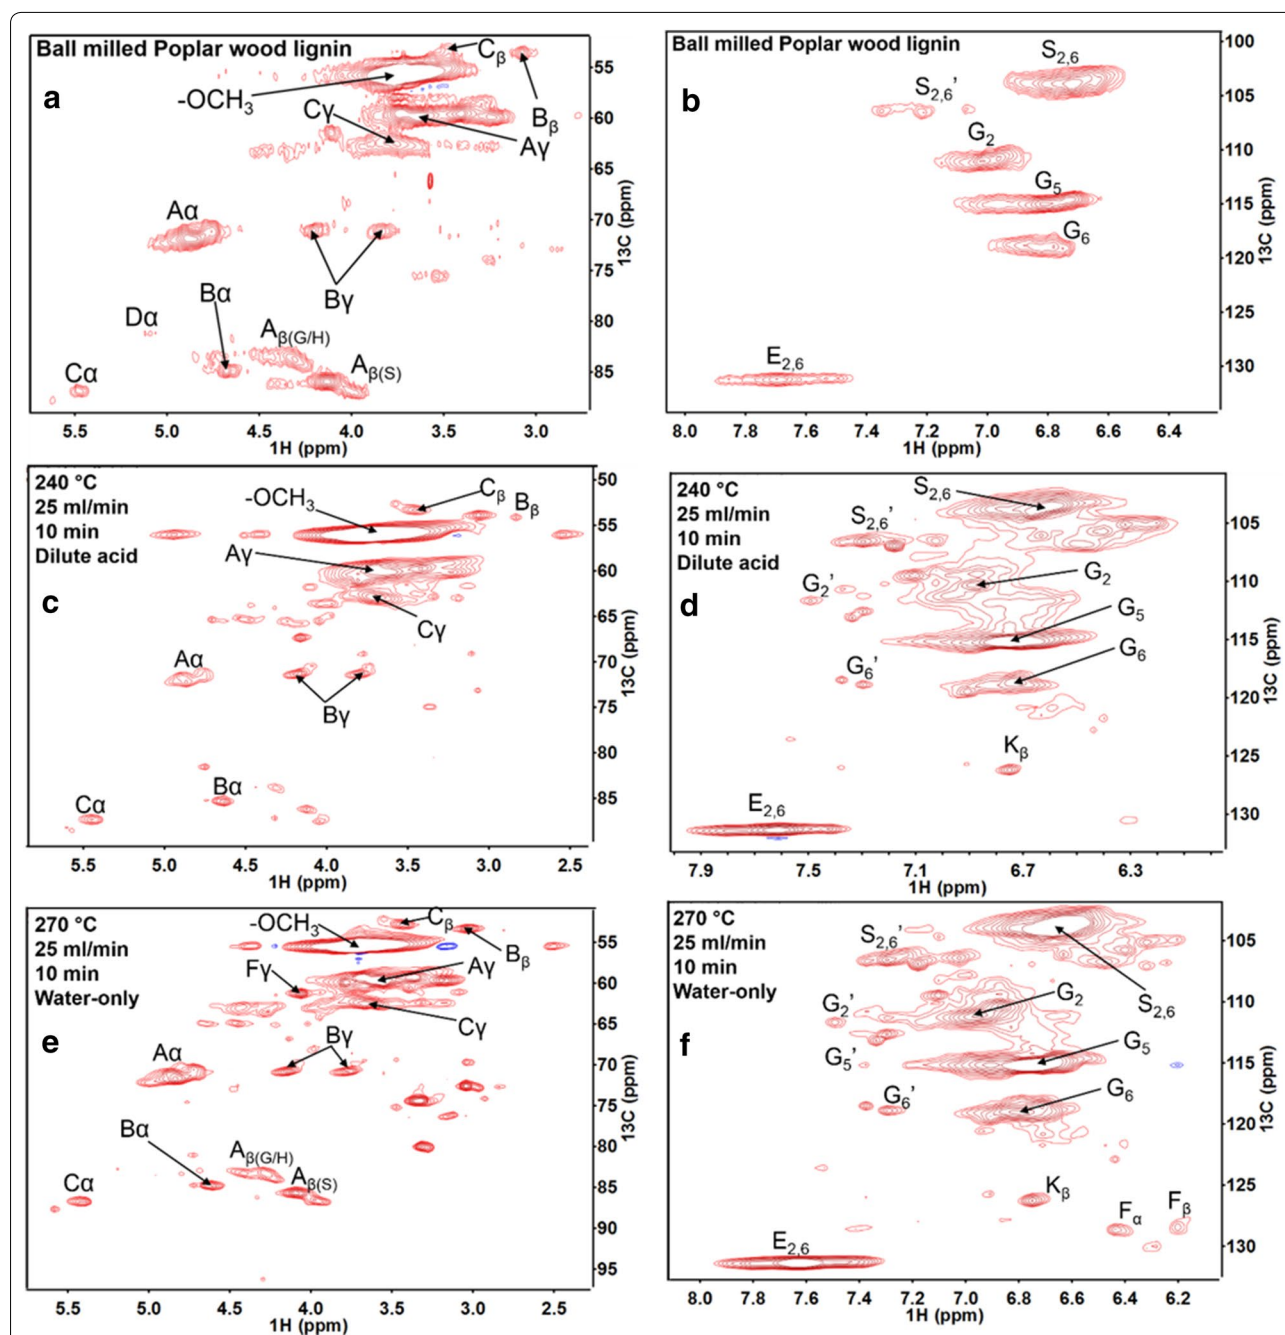 Ball milled Poplar wood lignin
a
-OCH3
Cβ
Bβ
Cγ
Aγ
Aα
Bγ
Bα
Dα
Aβ(G/H)
Aβ(S)
Cα
55
60
65
70
75
80
85
13C (ppm)
5.5 5.0 4.5 4.0 3.5 3.0
1H (ppm)
Ball milled Poplar wood lignin
b
S2,6
S2,6’
G2
G5
G6
E2,6
100
105
110
115
120
125
130
13C (ppm)
8.0 7.8 7.6 7.4 7.2 7.0 6.8 6.6 6.4
1H (ppm)
240 °C
25 ml/min
10 min
Dilute acid
c
-OCH3
Cβ
Bβ
Aγ
Cγ
Aα
Bγ
Bα
Cα
50
55
60
65
70
75
80
85
13C (ppm)
5.5 5.0 4.5 4.0 3.5 3.0 2.5
1H (ppm)
240 °C
25 ml/min
10 min
Dilute acid
d
S2,6
S2,6’
G2
G2’
G5
G6
G6’
Kβ
E2,6
105
110
115
120
125
130
13C (ppm)
7.9 7.5 7.1 6.7 6.3
1H (ppm)
270 °C
25 ml/min
10 min
Water-only
e
-OCH3
Cβ
Bβ
Fγ
Aγ
Cγ
Bγ
Aα
Bα
Aβ(G/H)
Aβ(S)
Cα
55
60
65
70
75
80
85
90
95
13C (ppm)
5.5 5.0 4.5 4.0 3.5 3.0 2.5
1H (ppm)
270 °C
25 ml/min
10 min
Water-only
f
S2,6’
S2,6
G2’
G2
G5’
G5
G6’
G6
Kβ
Fα
Fβ
E2,6
105
110
115
120
125
130
13C (ppm)
8.0 7.8 7.6 7.4 7.2 7.0 6.8 6.6 6.4 6.2
1H (ppm)